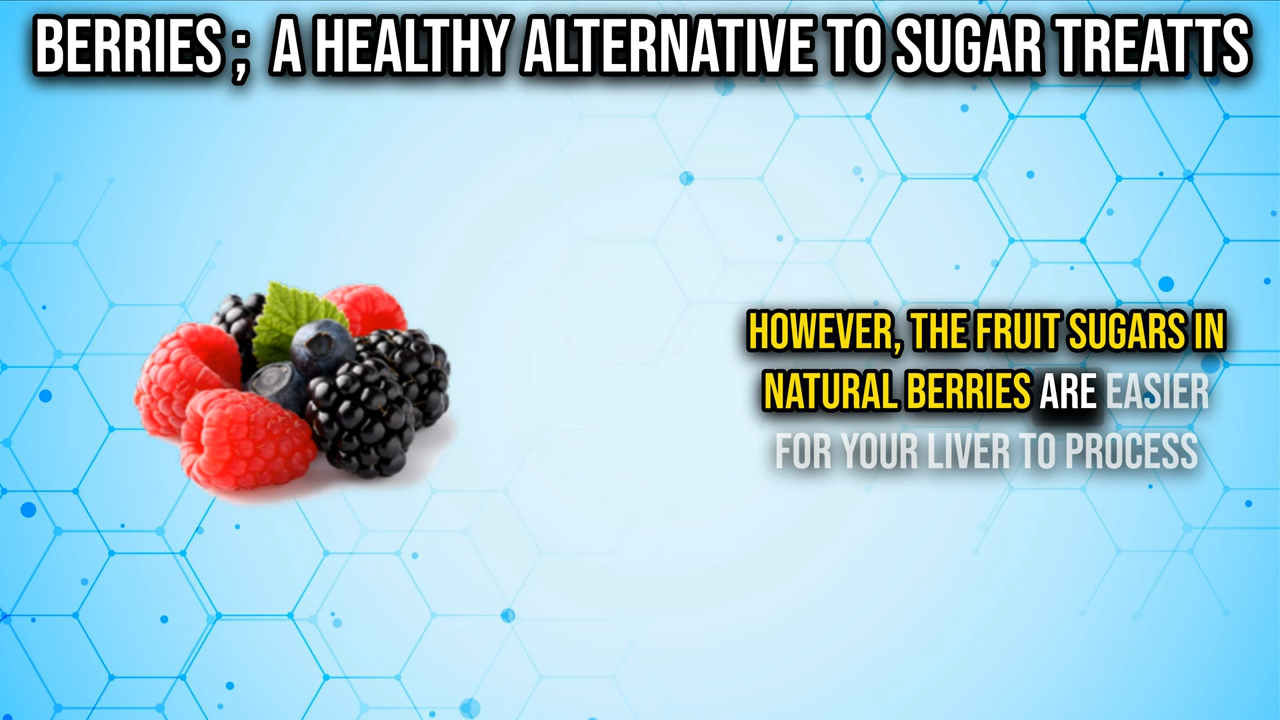 BERRIES; A HEALTHY ALTERNATIVE TO SUGAR TREATTS
HOWEVER, THE FRUIT SUGARS IN
NATURAL BERRIES ARE EASIER
FOR YOUR LIVER TO PROCESS